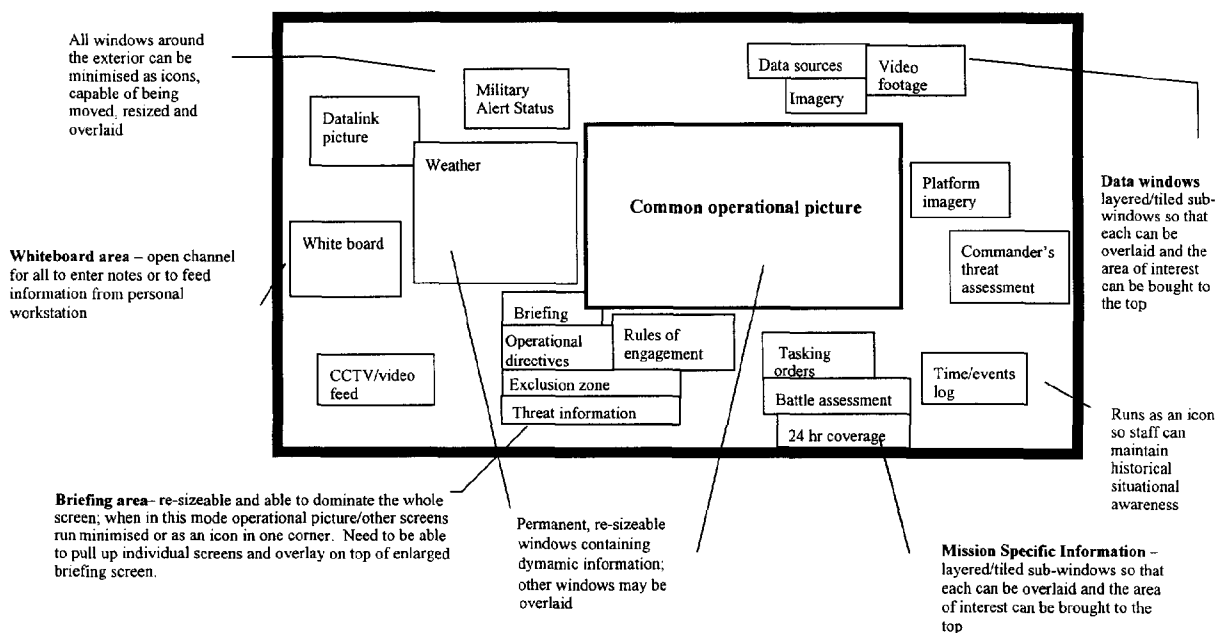 All windows around
the exterior can be
minimised as icons,
capable of being
moved, resized and
overlaid
Military
Alert Status
Data sources
Video
footage
Imagery
Datalink
picture
Weather
Common operational picture
Platform
imagery
Data windows
layered/tiled sub-
windows so that
each can be
overlaid and the
area of interest
can be bought to
the top
White board
Commander's
threat
assessment
Whiteboard area – open channel
for all to enter notes or to feed
information from personal
workstation
Briefing
Operational
directives
Rules of
engagement
Exclusion zone
Threat information
Tasking
orders
Battle assessment
24 hr coverage
Time/events
log
CCTV/video
feed
Runs as an icon
so staff can
maintain
historical
situational
awareness
Briefing area– re-sizeable and able to dominate the whole
screen; when in this mode operational picture/other screens
run minimised or as an icon in one corner. Need to be able
to pull up individual screens and overlay on top of enlarged
briefing screen.
Permanent, re-sizeable
windows containing
dymamic information;
other windows may be
overlaid
Mission Specific Information –
layered/tiled sub-windows so that
each can be overlaid and the area
of interest can be brought to the
top